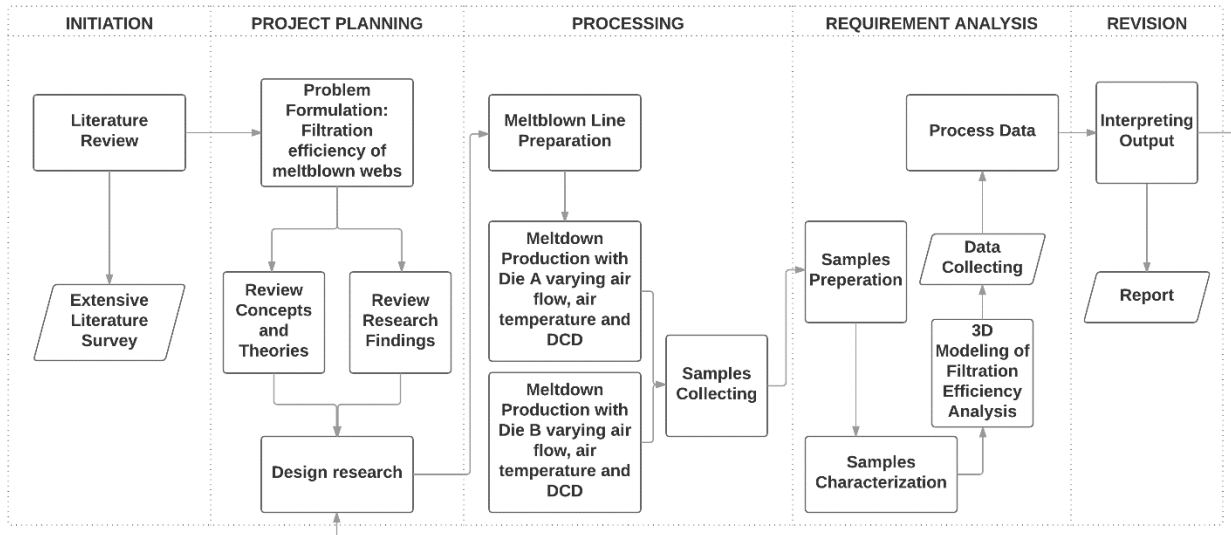 INITIATION
PROJECT PLANNING
PROCESSING
REQUIREMENT ANALYSIS
REVISION
Literature
Review
Extensive
Literature
Survey
Problem
Formulation:
Filtration
efficiency of
meltblown webs
Review
Concepts
and
Theories
Review
Research
Findings
Design research
Meltblown Line
Preparation
Meltdown
Production with
Die A varying air
flow, air
temperature and
DCD
Meltdown
Production with
Die B varying air
flow, air
temperature and
DCD
Samples
Collecting
Samples
Preperation
Samples
Characterization
3D
Modeling of
Filtration
Efficiency
Analysis
Data
Collecting
Process Data
Interpreting
Output
Report